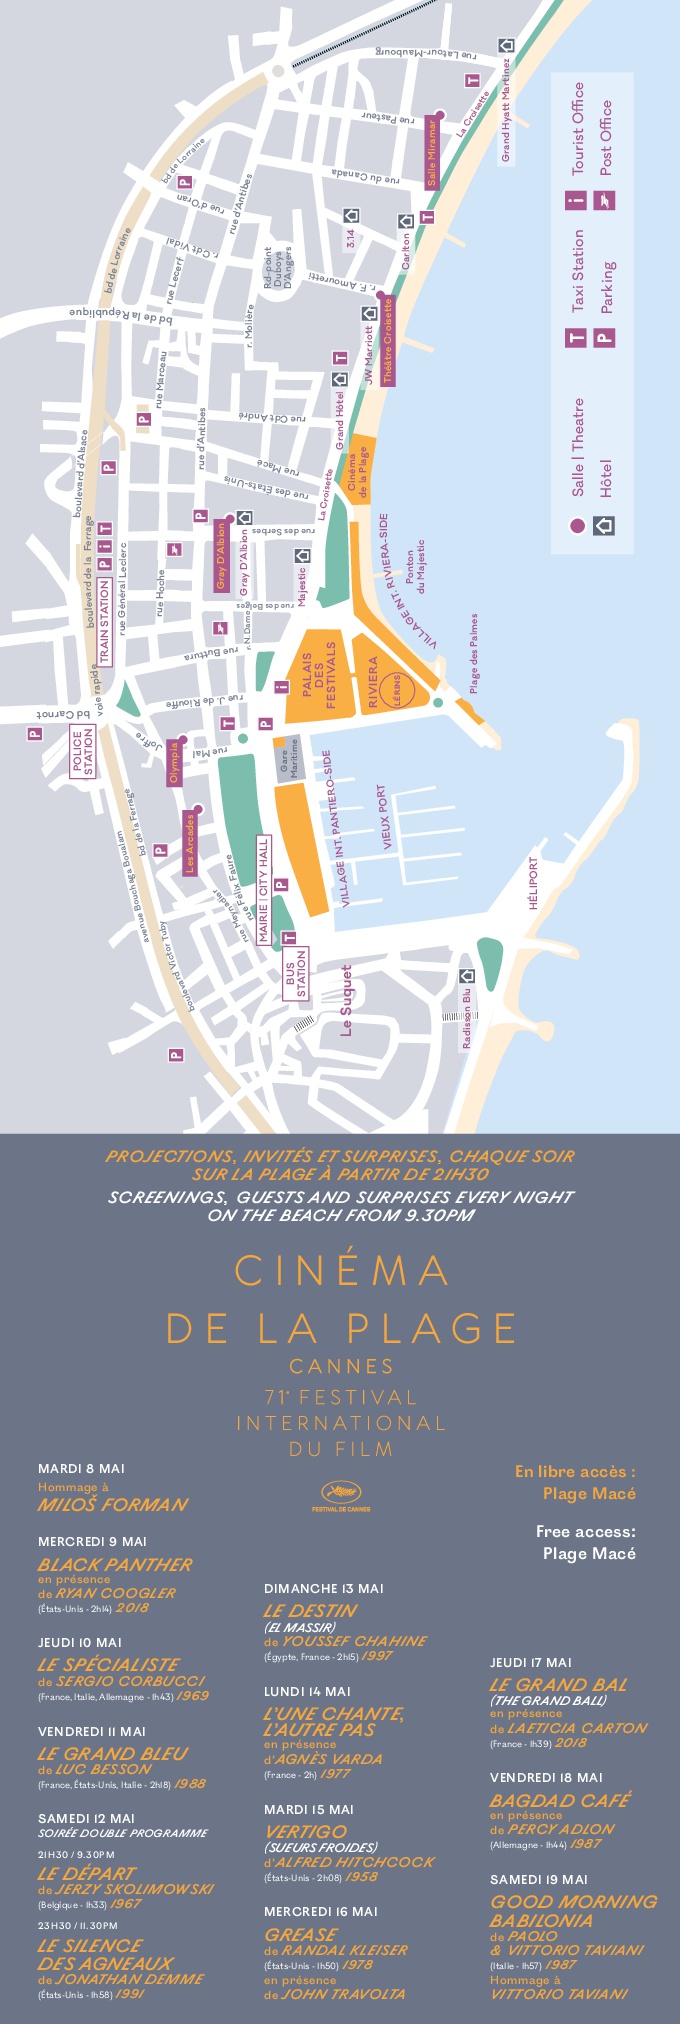 rue Latour-Maubourg
Grand Hyatt Martinez
T
La Croisette
rue Pasteur
Salle Miramar
bd de Lorraine
P
rue d'Oran
rue d'Antibes
rue du Canada
3.14
Carlton
T
r. Cdt Vidal
bd de Lorraine
rue Lecerf
Rd-point
Duboys
D'Angers
r. F. Amouretti
bd de la République
r. Molière
JW Marriott
Théâtre Croisette
T
Grand Hôtel
rue Marceau
P
rue d'Antibes
rue Cdt André
rue Macé
rue des États-Unis
La Croisette
Cinéma
de la Plage
boulevard d'Alsace
P
boulevard de la Ferrage
P i T
TRAIN STATION
rue Général Leclerc
rue Hoche
P
Gray D'Albion
Gray D'Albion
rue des Serbes
Majestic
rue des Belges
r. N. Dame
rue Buttura
VILLAGE INT. RIVIERA-SIDE
Ponton
du Majestic
Plage des Palmes
PALAIS
DES
FESTIVALS
RIVIERA
LÉRINS
i
voie rapide
bd Carnot
P
POLICE
STATION
rue J. de Riouffe
T
P
Joffre
rue Mal
Olympia
Gare
Maritime
Les Arcades
P
bd de la Ferrage
avenue Bouchaga Boualam
boulevard Victor Tuby
rue Meynadier
rue Félix Faure
MAIRIE | CITY HALL
P
T
BUS
STATION
VILLAGE INT. PANTIERO-SIDE
VIEUX PORT
HÉLIPORT
Le Suquet
Radisson Blu
P
Salle | Theatre
Hôtel
T Taxi Station
P Parking
i Tourist Office
Post Office
PROJECTIONS, INVITÉS ET SURPRISES, CHAQUE SOIR
SUR LA PLAGE À PARTIR DE 21H30
SCREENINGS, GUESTS AND SURPRISES EVERY NIGHT
ON THE BEACH FROM 9.30PM
CINÉMA
DE LA PLAGE
CANNES
71e FESTIVAL
INTERNATIONAL
DU FILM
FESTIVAL DE CANNES
En libre accès :
Plage Macé
Free access:
Plage Macé
MARDI 8 MAI
Hommage à
MILOŠ FORMAN
MERCREDI 9 MAI
BLACK PANTHER
en présence
de RYAN COOGLER
(États-Unis - 2h14) 2018
JEUDI 10 MAI
LE SPÉCIALISTE
de SERGIO CORBUCCI
(France, Italie, Allemagne - 1h43) 1969
VENDREDI 11 MAI
LE GRAND BLEU
de LUC BESSON
(France, États-Unis, Italie - 2h18) 1988
SAMEDI 12 MAI
SOIRÉE DOUBLE PROGRAMME
21H30 / 9.30PM
LE DÉPART
de JERZY SKOLIMOWSKI
(Belgique - 1h33) 1967
23H30 / 11.30PM
LE SILENCE
DES AGNEAUX
de JONATHAN DEMME
(États-Unis - 1h58) 1991
DIMANCHE 13 MAI
LE DESTIN
(EL MASSIR)
de YOUSSEF CHAHINE
(Égypte, France - 2h15) 1997
LUNDI 14 MAI
L'UNE CHANTE,
L'AUTRE PAS
en présence
d'AGNÈS VARDA
(France - 2h) 1977
MARDI 15 MAI
VERTIGO
(SUEURS FROIDES)
d'ALFRED HITCHCOCK
(États-Unis - 2h08) 1958
MERCREDI 16 MAI
GREASE
de RANDAL KLEISER
(États-Unis - 1h50) 1978
en présence
de JOHN TRAVOLTA
JEUDI 17 MAI
LE GRAND BAL
(THE GRAND BALL)
en présence
de LAETICIA CARTON
(France - 1h39) 2018
VENDREDI 18 MAI
BAGDAD CAFÉ
en présence
de PERCY ADLON
(Allemagne - 1h44) 1987
SAMEDI 19 MAI
GOOD MORNING
BABILONIA
de PAOLO
& VITTORIO TAVIANI
(Italie - 1h57) 1987
Hommage à
VITTORIO TAVIANI